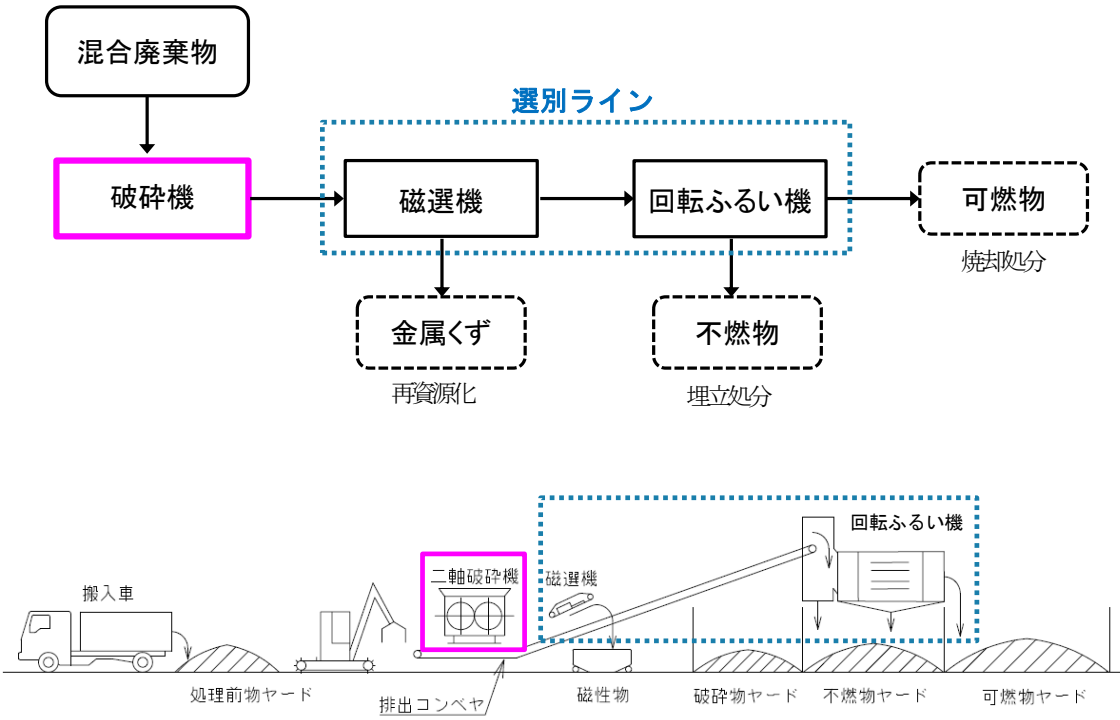 混合廃棄物
選別ライン
破砕機
磁選機
回転ふるい機
可燃物
焼却処分
金属くず
不燃物
再資源化
埋立処分
回転ふるい機
二軸破砕機
磁選機
搬入車
処理前物ヤード
排出コンベヤ
磁性物
破砕物ヤード
不燃物ヤード
可燃物ヤード